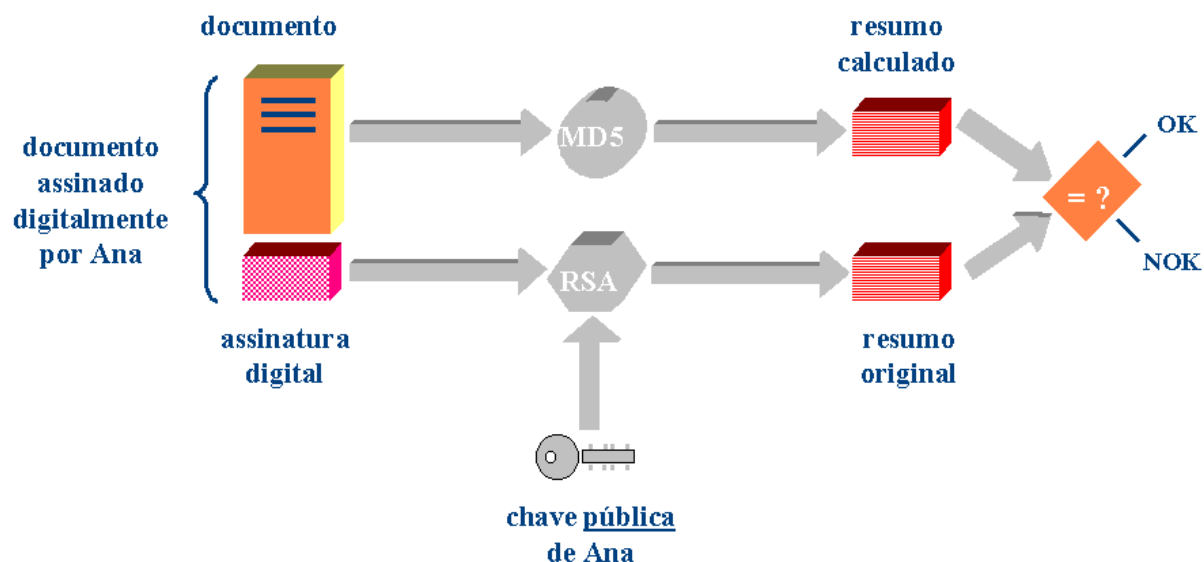 documento
resumo
calculado
documento
assinado
digitalmente
por Ana
MD5
OK
= ?
NOK
RSA
assinatura
digital
resumo
original
chave pública
de Ana